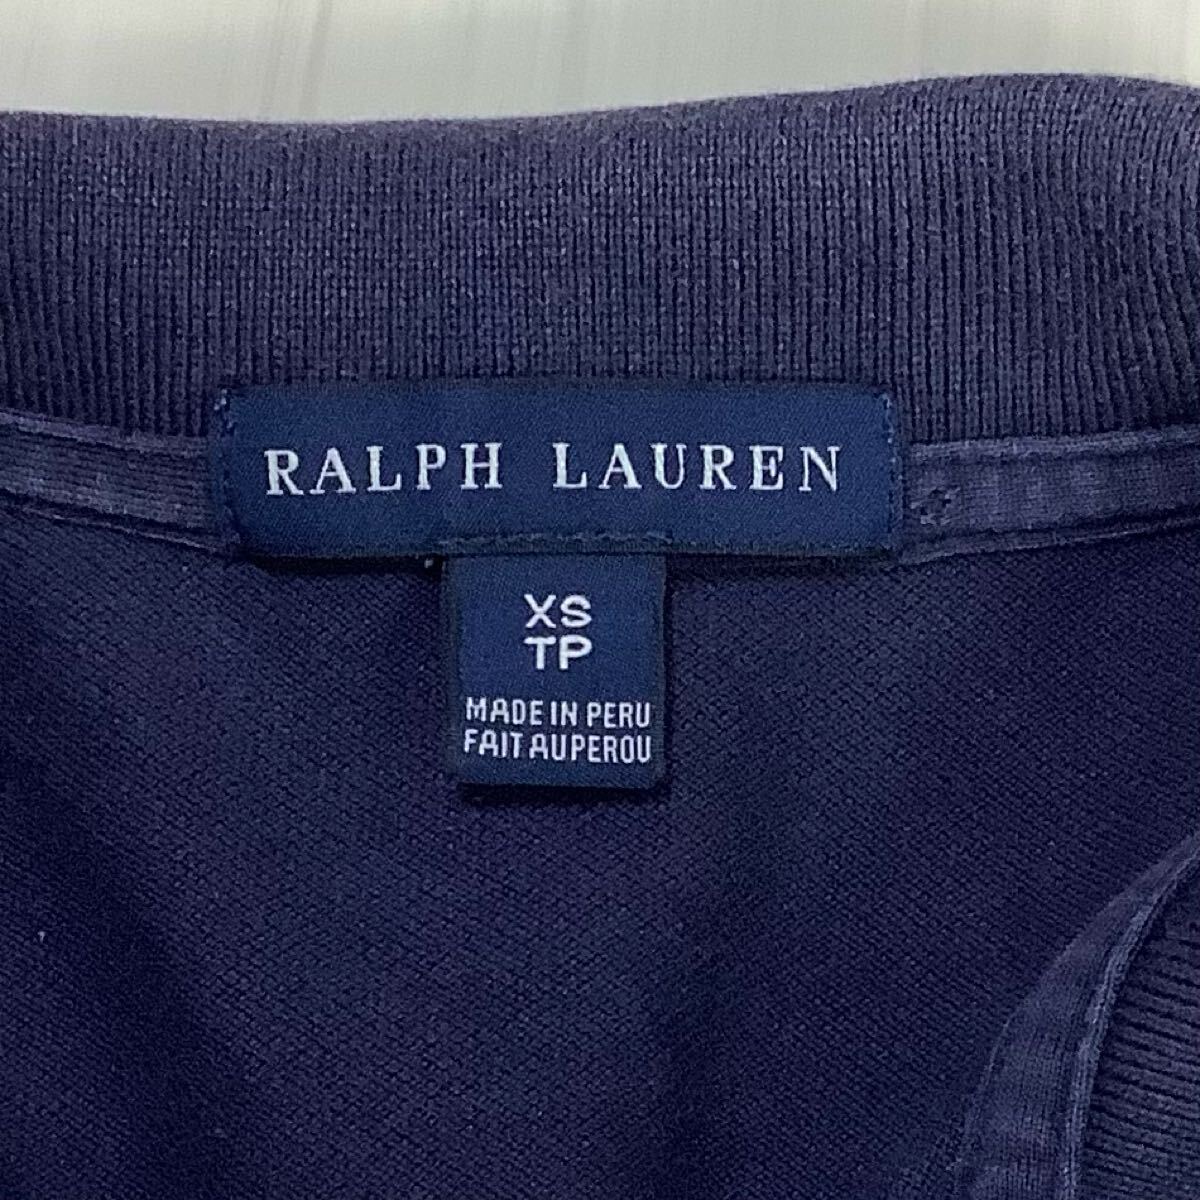 RALPH LAUREN
XS
TP
MADE IN PERU
FAIT AU PEROU